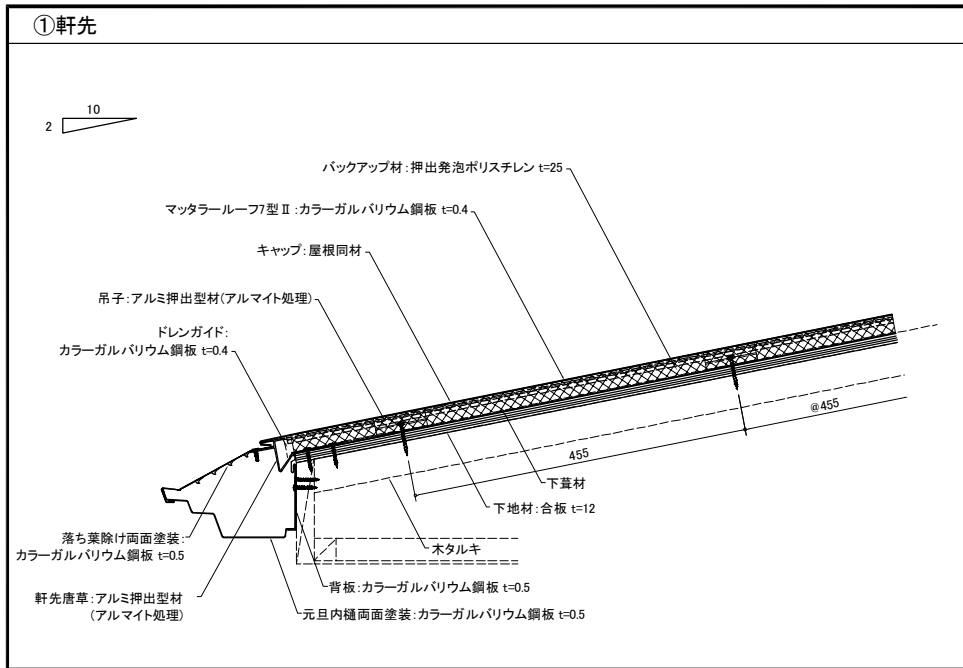 ①軒先
10
2
バックアップ材:押出発泡ポリスチレン t=25
マッタラールーフ7型Ⅱ:カラーガルバリウム鋼板 t=0.4
キャップ:屋根同材
吊子:アルミ押出型材(アルマイト処理)
ドレンガイド:
カラーガルバリウム鋼板 t=0.4
@455
455
下葺材
下地材:合板 t=12
木タルキ
落ち葉除け両面塗装:
カラーガルバリウム鋼板 t=0.5
背板:カラーガルバリウム鋼板 t=0.5
軒先唐草:アルミ押出型材
(アルマイト処理)
元旦内樋両面塗装:カラーガルバリウム鋼板 t=0.5